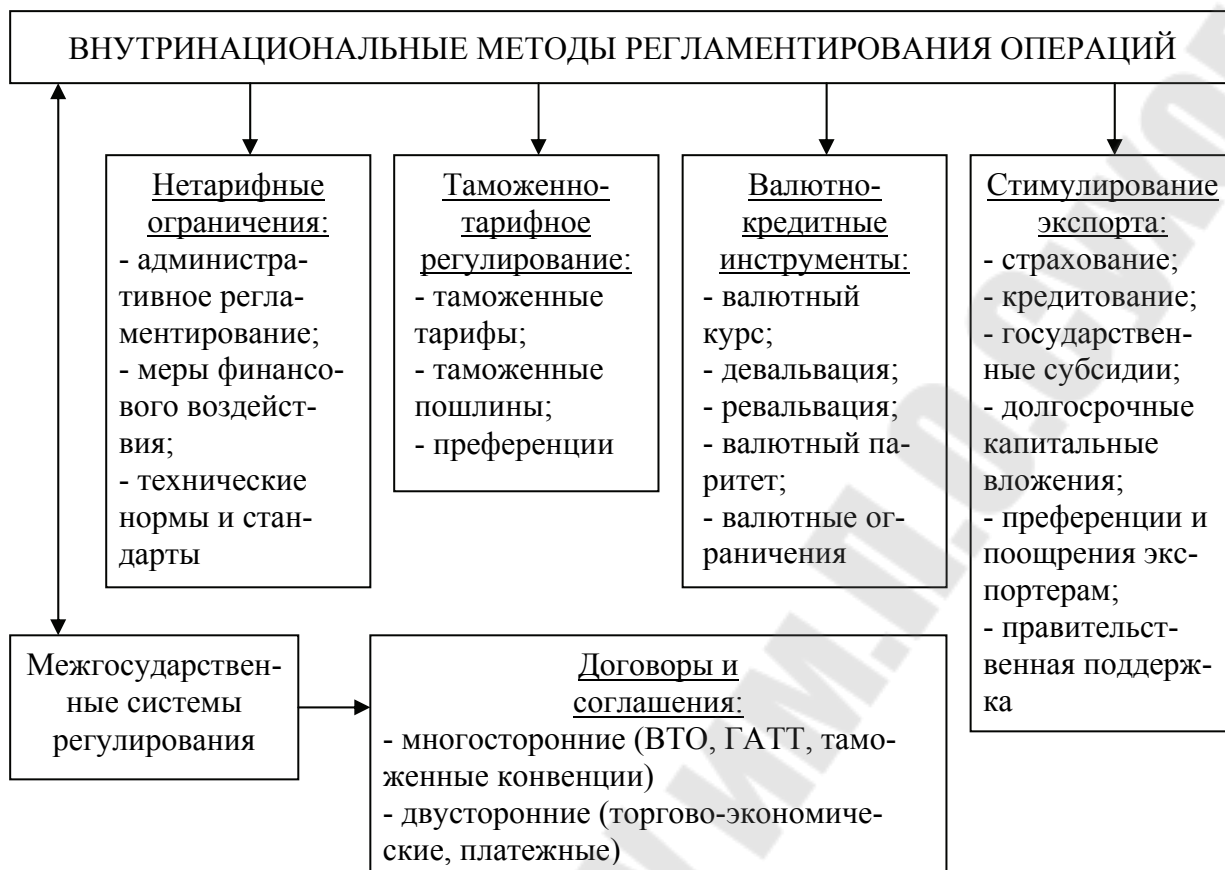 ВНУТРИНАЦИОНАЛЬНЫЕ МЕТОДЫ РЕГЛАМЕНТИРОВАНИЯ ОПЕРАЦИЙ
Нетарифные
ограничения:
- администра-
тивное регла-
ментирование;
- меры финансо-
вого воздейст-
вия;
- технические
нормы и стан-
дарты
Таможенно-
тарифное
регулирование:
- таможенные
тарифы;
- таможенные
пошлины;
- преференции
Валютно-
кредитные
инструменты:
- валютный
курс;
- девальвация;
- ревальвация;
- валютный па-
ритет;
- валютные ог-
раничения
Стимулирование
экспорта:
- страхование;
- кредитование;
- государствен-
ные субсидии;
- долгосрочные
капитальные
вложения;
- преференции и
поощрения экс-
портерам;
- правительст-
венная поддерж-
ка
Межгосударствен-
ные системы
регулирования
Договоры и
соглашения:
- многосторонние (ВТО, ГАТТ, тамо-
женные конвенции)
- двусторонние (торгово-экономиче-
ские, платежные)
им.П.О.Сухо